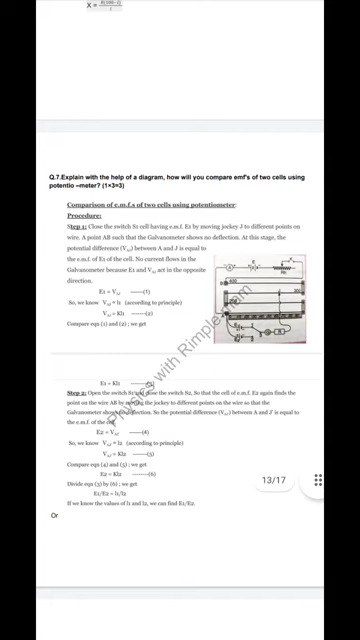 X = R(100−l)/l
Q.7.Explain with the help of a diagram, how will you compare emf's of two cells using
potentio –meter? (1×3=3)
Comparison of e.m.f.s of two cells using potentiometer:
Procedure:
Step 1: Close the switch S1 cell having e.m.f. E1 by moving jockey J to different points on
wire. A point AB such that the Galvanometer shows no deflection. At this stage, the
potential difference (VAJ) between A and J is equal to
the e.m.f. of E1 of the cell. No current flows in the
Galvanometer because E1 and VAJ act in the opposite
direction.
E1 = VAJ -------(1)
So, we know VAJ = l1 (according to principle)
VAJ = Kl1 -------(2)
Compare eqn (1) and (2) ; we get
E1 = Kl1 -------(3)
Step 2: Open the switch S1 and close the switch S2, So that the cell of e.m.f. E2 again finds the
point on the wire AB by moving the jockey to different points on the wire so that the
Galvanometer shows no deflection. So the potential difference (VAJ') between A and J' is equal to
the e.m.f. of the cell.
E2 = VAJ' -------(4)
So, we know VAJ' = l2 (according to principle)
VAJ' = Kl2 -------(5)
Compare eqn (4) and (5) ; we get
E2 = Kl2 -------(6)
Divide eqn (3) by (6) ; we get
E1/E2 = l1/l2
If we know the values of l1 and l2, we can find E1/E2.
Or
13/17
Physics with Rimple mam